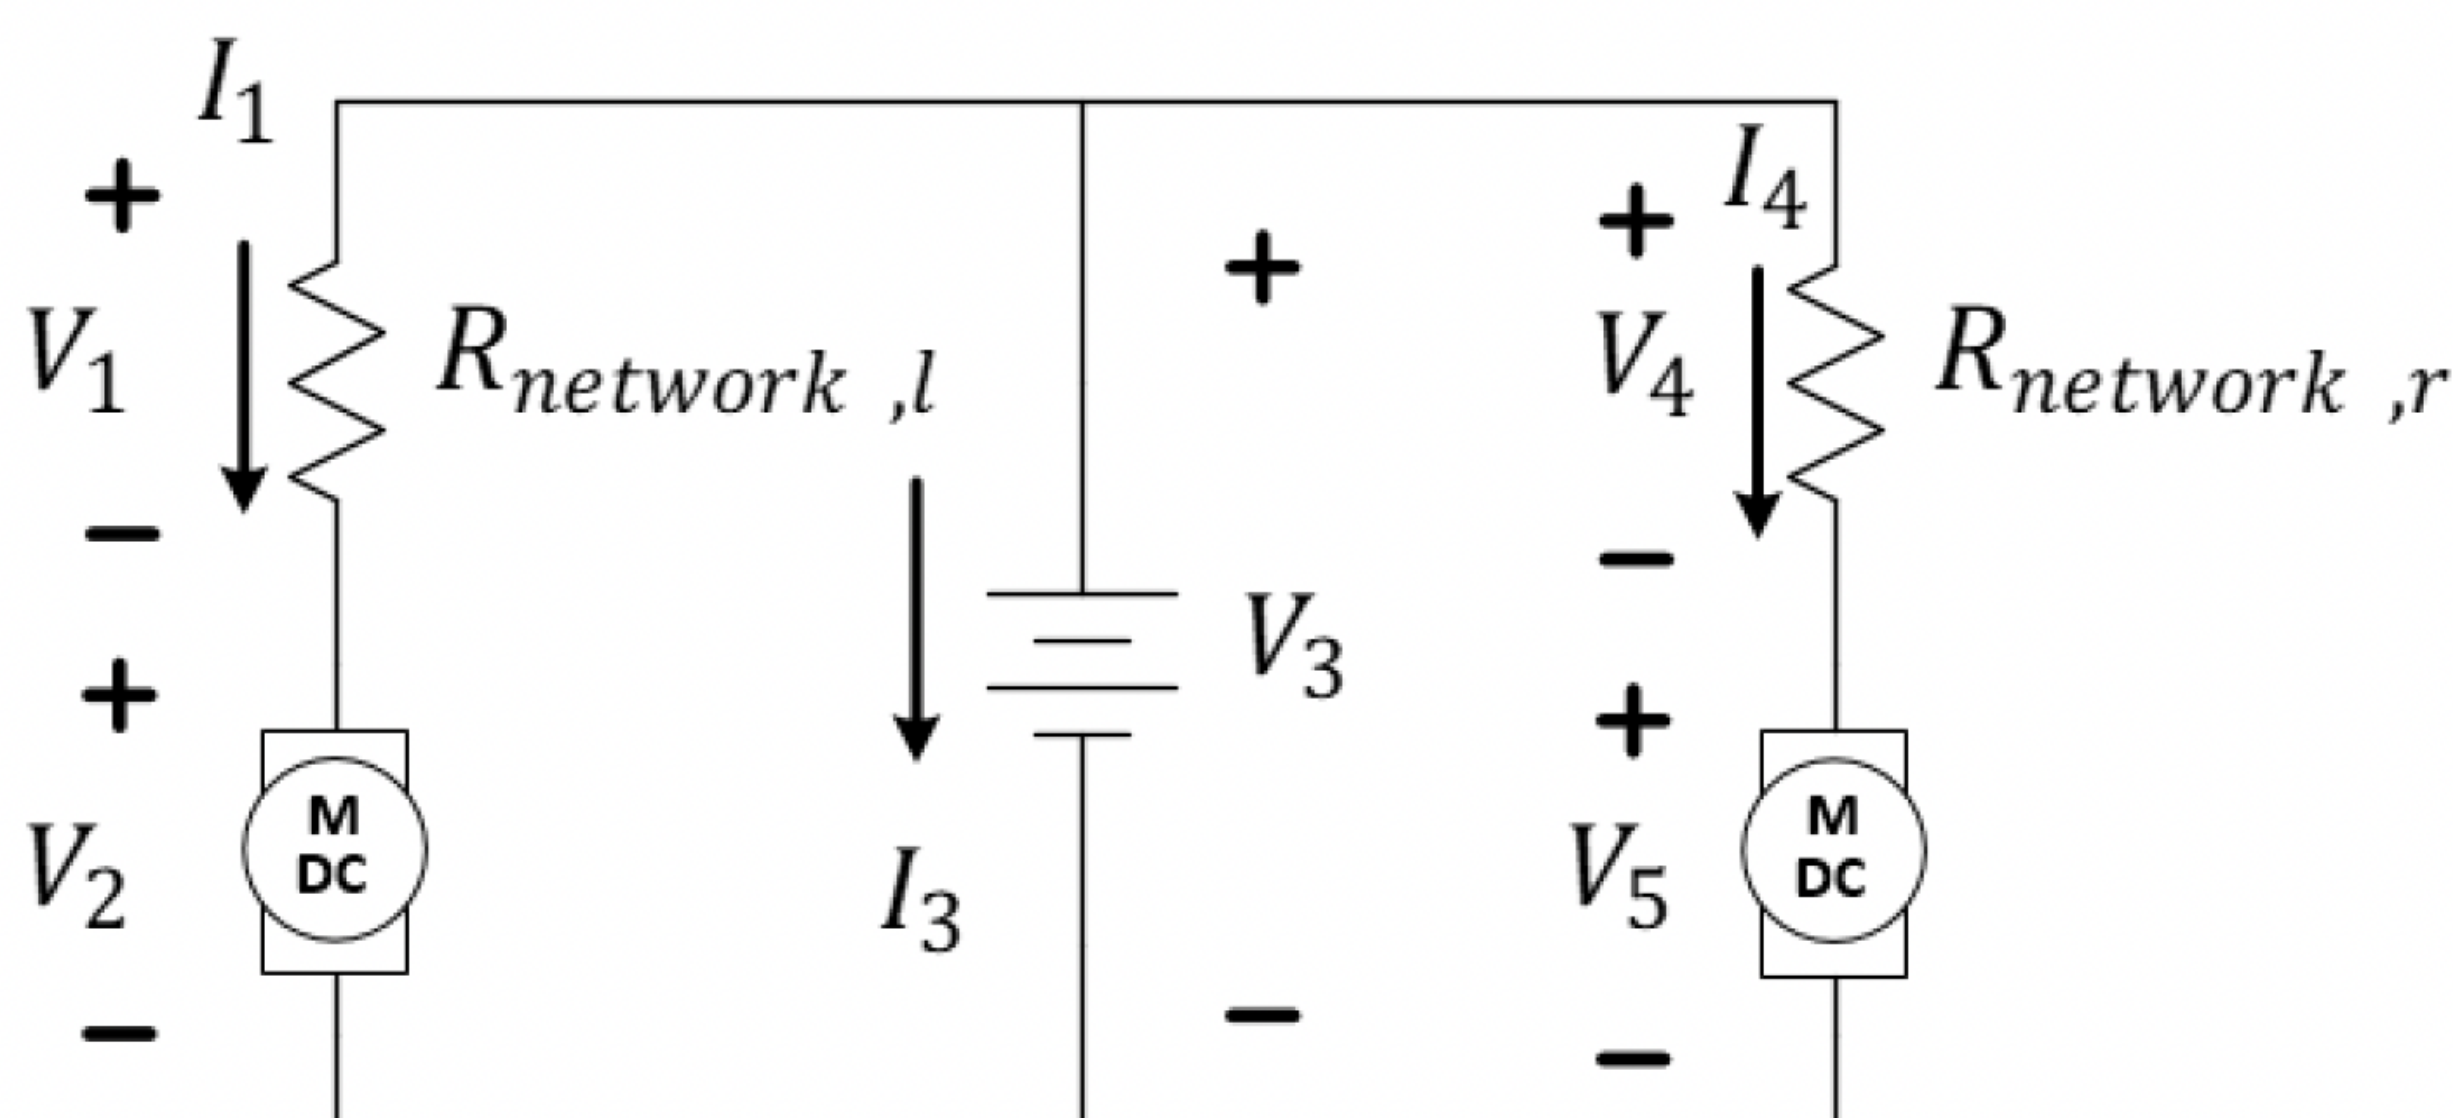 I1
+
V1
−
Rnetwork ,l
+
V2
−
M
DC
I3
+
V3
−
I4
+
V4
−
Rnetwork ,r
+
V5
−
M
DC